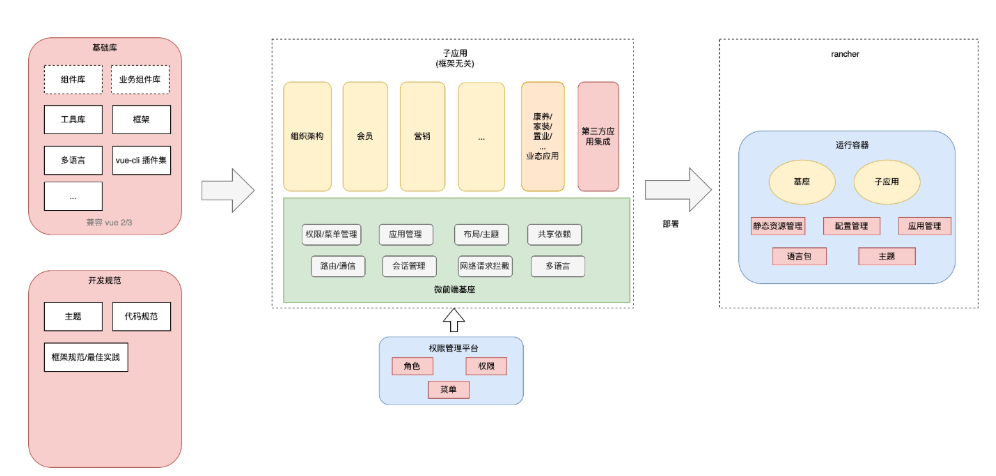 基础库
组件库
业务组件库
工具库
框架
多语言
vue-cli 插件集
...
兼容 vue 2/3
开发规范
主题
代码规范
框架规范/最佳实践
子应用
(框架无关)
组织架构
会员
营销
...
康养/
家装/
置业/
...
业态应用
第三方应
用集成
权限/菜单管理
应用管理
布局/主题
共享依赖
路由/通信
会话管理
网络请求拦截
多语言
微前端基座
权限管理平台
角色
权限
菜单
部署
rancher
运行容器
基座
子应用
静态资源管理
配置管理
应用管理
语言包
主题